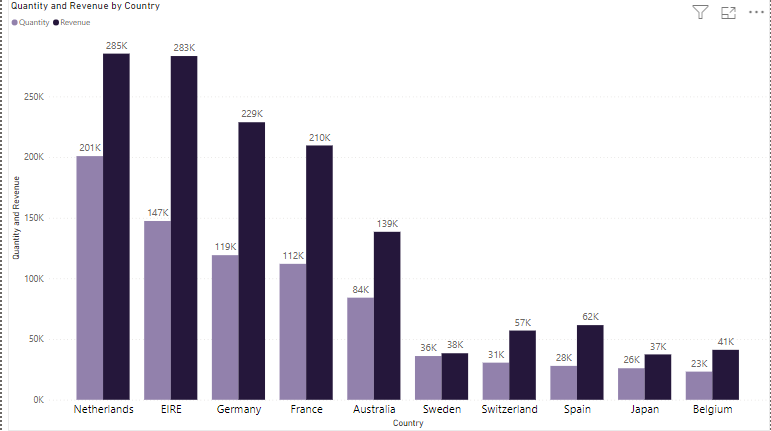 Quantity and Revenue by Country
Quantity Revenue
285K
283K
250K
229K
210K
201K
200K
147K
150K
139K
119K
112K
100K
84K
62K
57K
50K
36K
38K
31K
28K
26K
37K
23K
41K
0K
Quantity and Revenue
Netherlands EIRE Germany France Australia Sweden Switzerland Spain Japan Belgium
Country